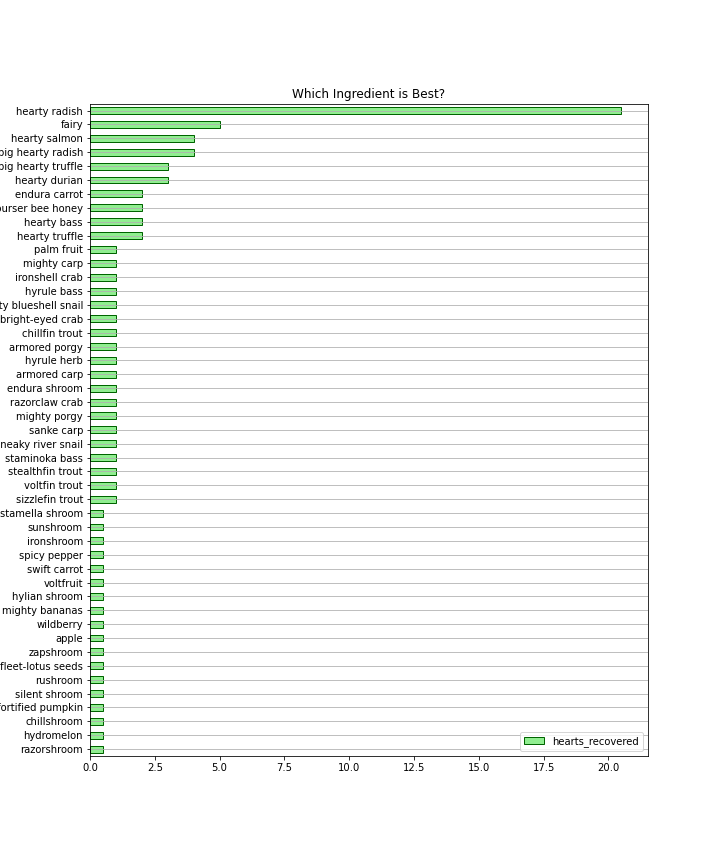 Which Ingredient is Best?
hearty radish
fairy
hearty salmon
big hearty radish
big hearty truffle
hearty durian
endura carrot
urser bee honey
hearty bass
hearty truffle
palm fruit
mighty carp
ironshell crab
hyrule bass
ty blueshell snail
bright-eyed crab
chillfin trout
armored porgy
hyrule herb
armored carp
endura shroom
razorclaw crab
mighty porgy
sanke carp
neaky river snail
staminoka bass
stealthfin trout
voltfin trout
sizzlefin trout
stamella shroom
sunshroom
ironshroom
spicy pepper
swift carrot
voltfruit
hylian shroom
mighty bananas
wildberry
apple
zapshroom
fleet-lotus seeds
rushroom
silent shroom
fortified pumpkin
chillshroom
hydromelon
razorshroom
hearts_recovered
0.0 2.5 5.0 7.5 10.0 12.5 15.0 17.5 20.0